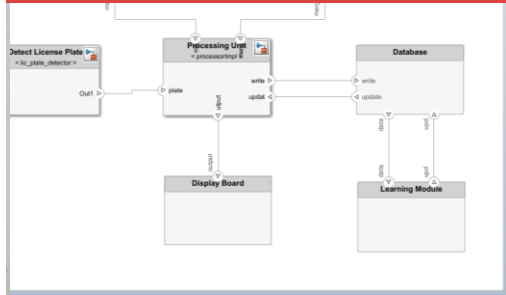 Detect License Plate
< lic_plate_detector >
Out1
Processing Unit
< processorImpl >
plate
write
updat
utput
output
Database
write
update
data
upd
data
upd
Display Board
Learning Module